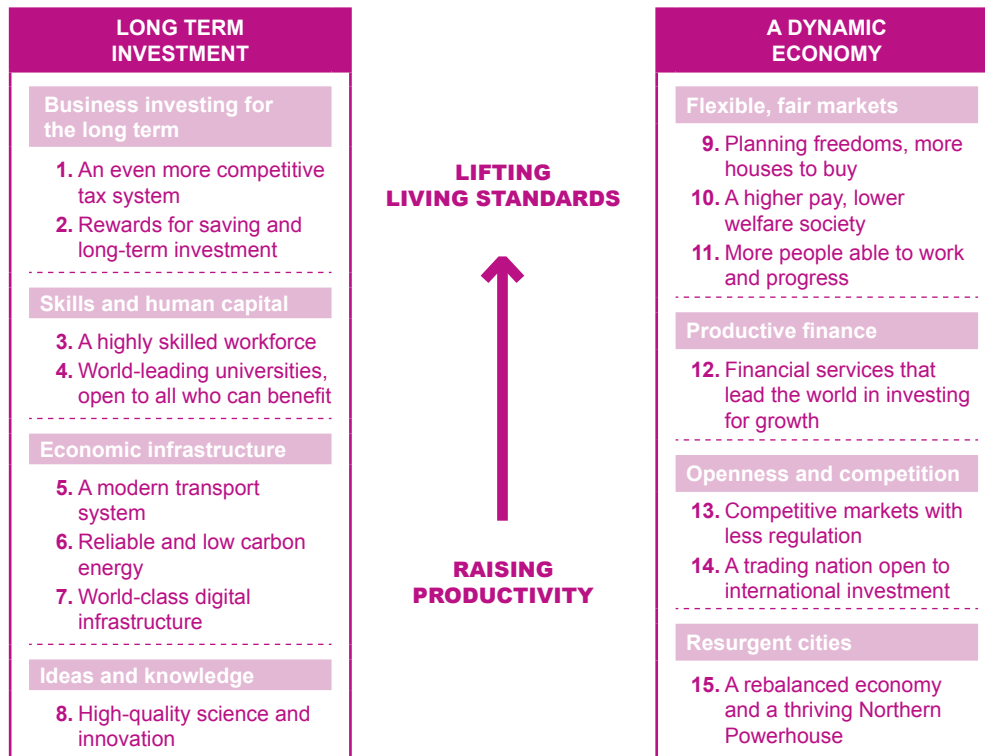 LONG TERM
INVESTMENT
Business investing for
the long term
1. An even more competitive
tax system
2. Rewards for saving and
long-term investment
Skills and human capital
3. A highly skilled workforce
4. World-leading universities,
open to all who can benefit
Economic infrastructure
5. A modern transport
system
6. Reliable and low carbon
energy
7. World-class digital
infrastructure
Ideas and knowledge
8. High-quality science and
innovation
LIFTING
LIVING STANDARDS
RAISING
PRODUCTIVITY
A DYNAMIC
ECONOMY
Flexible, fair markets
9. Planning freedoms, more
houses to buy
10. A higher pay, lower
welfare society
11. More people able to work
and progress
Productive finance
12. Financial services that
lead the world in investing
for growth
Openness and competition
13. Competitive markets with
less regulation
14. A trading nation open to
international investment
Resurgent cities
15. A rebalanced economy
and a thriving Northern
Powerhouse